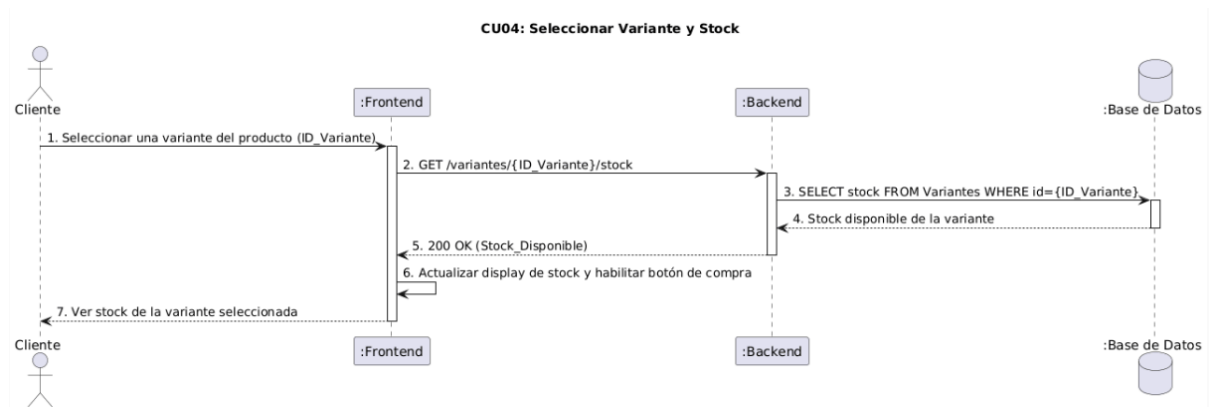 CU04: Seleccionar Variante y Stock
Cliente
:Frontend
:Backend
:Base de Datos
1. Seleccionar una variante del producto (ID_Variante)
2. GET /variantes/{ID_Variante}/stock
3. SELECT stock FROM Variantes WHERE id={ID_Variante}
4. Stock disponible de la variante
5. 200 OK (Stock_Disponible)
6. Actualizar display de stock y habilitar botón de compra
7. Ver stock de la variante seleccionada
Cliente
:Frontend
:Backend
:Base de Datos